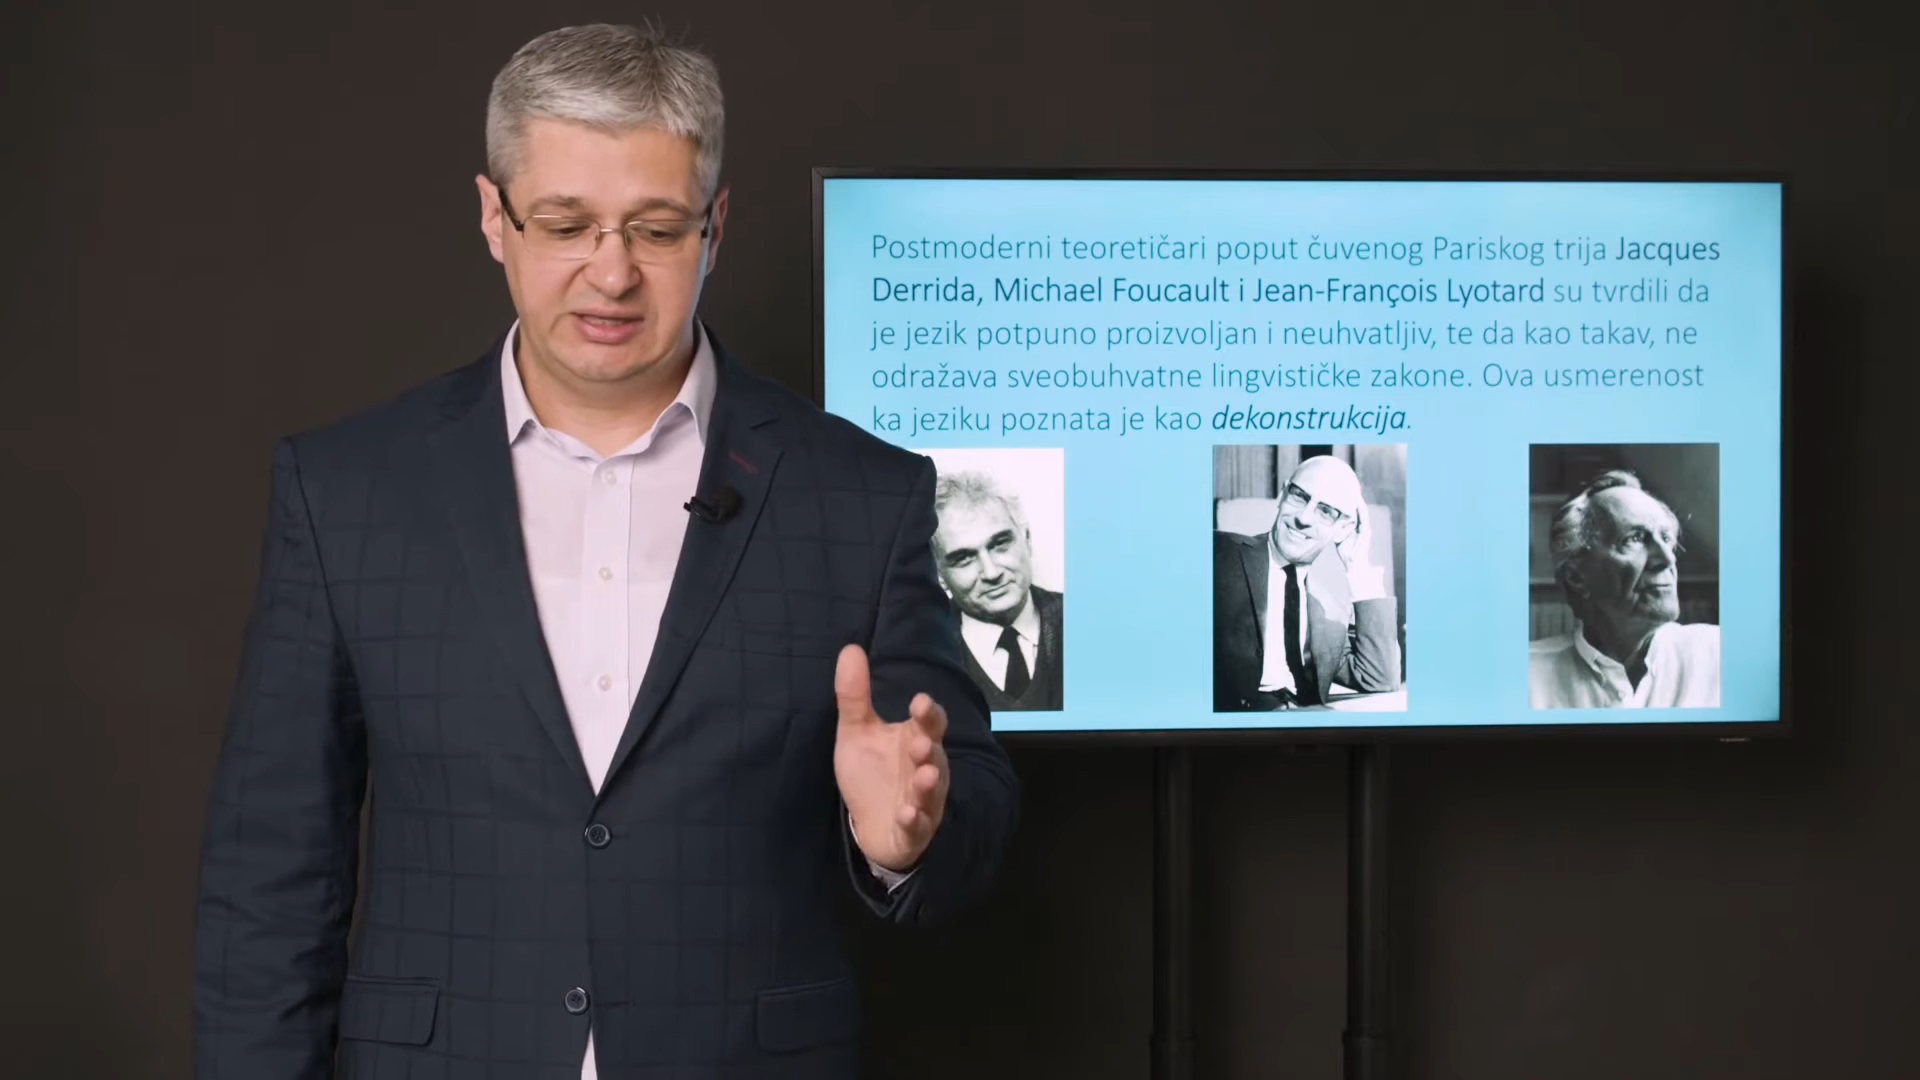 Postmoderni teoretičari poput čuvenog Pariskog trija Jacques
Derrida, Michael Foucault i Jean-François Lyotard su tvrdili da
je jezik potpuno proizvoljan i neuhvatljiv, te da kao takav, ne
odražava sveobuhvatne lingvističke zakone. Ova usmerenost
ka jeziku poznata je kao dekonstrukcija.